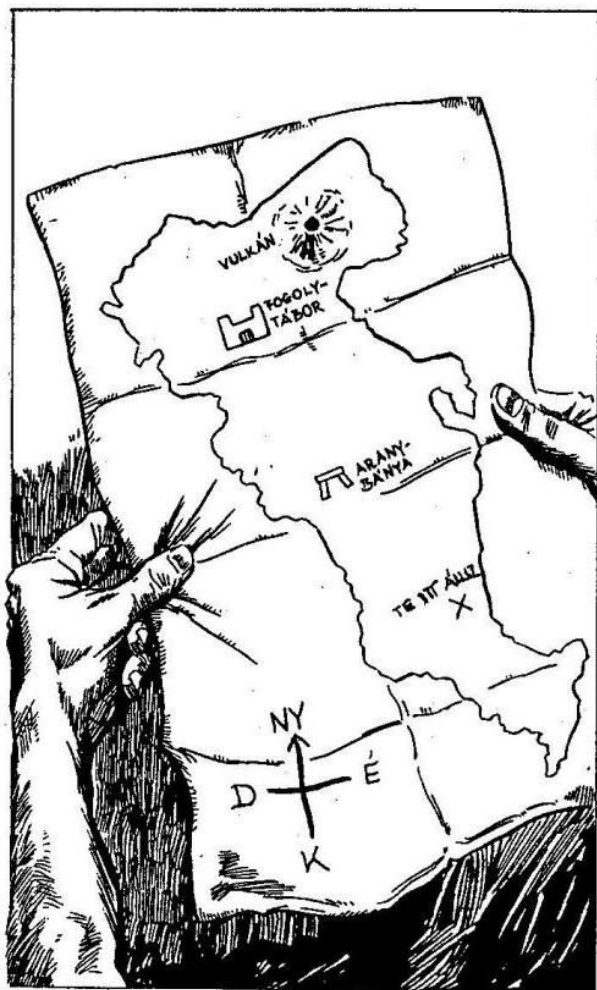 VULKÁN
FOGOLY-
TÁBOR
ARANY-
BÁNYA
TE ITT ÁLLSZ
X
NY
D É
K